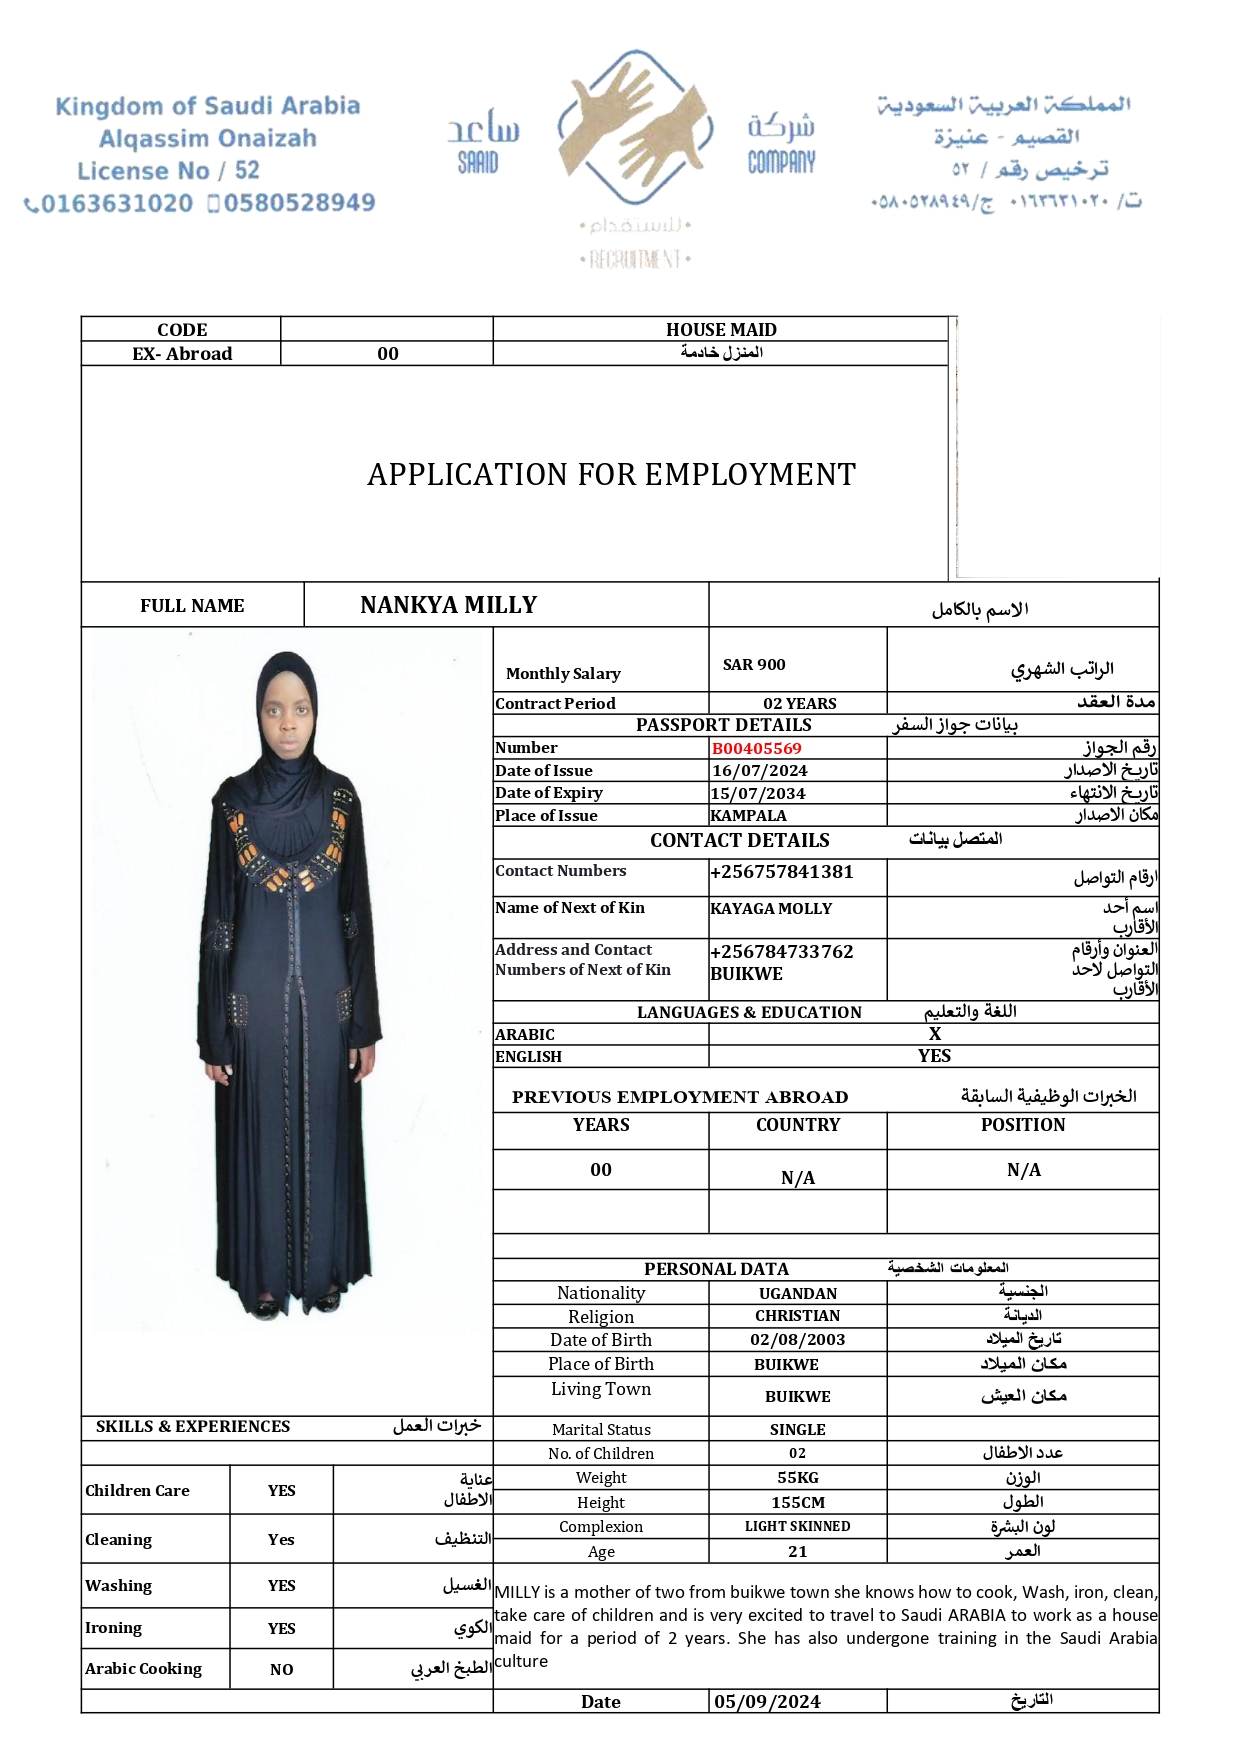 Kingdom of Saudi Arabia
Alqassim Onaizah
License No / 52
0163631020 0580528949
ساعد
SAAID
شركة
COMPANY
•للاستقدام•
•RECRUITMENT•
المملكة العربية السعودية
القصيم - عنيزة
ترخيص رقم / ٥٢
ت/ ٠١٦٣٦٣١٠٢٠ ج/٠٥٨٠٥٢٨٩٤٩
CODE HOUSE MAID
EX- Abroad 00 المنزل خادمة
APPLICATION FOR EMPLOYMENT
FULL NAME NANKYA MILLY الاسم بالكامل
Monthly Salary SAR 900 الراتب الشهري
Contract Period 02 YEARS مدة العقد
PASSPORT DETAILS بيانات جواز السفر
Number B00405569 رقم الجواز
Date of Issue 16/07/2024 تاريخ الاصدار
Date of Expiry 15/07/2034 تاريخ الانتهاء
Place of Issue KAMPALA مكان الاصدار
CONTACT DETAILS المتصل بيانات
Contact Numbers +256757841381 ارقام التواصل
Name of Next of Kin KAYAGA MOLLY اسم أحد
الأقارب
Address and Contact +256784733762 العنوان وأرقام
Numbers of Next of Kin BUIKWE التواصل لاحد
الأقارب
LANGUAGES & EDUCATION اللغة والتعليم
ARABIC X
ENGLISH YES
PREVIOUS EMPLOYMENT ABROAD الخبرات الوظيفية السابقة
YEARS COUNTRY POSITION
00 N/A N/A
PERSONAL DATA المعلومات الشخصية
Nationality UGANDAN الجنسية
Religion CHRISTIAN الديانة
Date of Birth 02/08/2003 تاريخ الميلاد
Place of Birth BUIKWE مكان الميلاد
Living Town BUIKWE مكان العيش
Marital Status SINGLE
No. of Children 02 عدد الاطفال
Weight 55KG الوزن
Height 155CM الطول
Complexion LIGHT SKINNED لون البشرة
Age 21 العمر
SKILLS & EXPERIENCES خبرات العمل
Children Care YES عناية
الاطفال
Cleaning Yes التنظيف
Washing YES الغسيل
Ironing YES الكوي
Arabic Cooking NO الطبخ العربي
MILLY is a mother of two from buikwe town she knows how to cook, Wash, iron, clean,
take care of children and is very excited to travel to Saudi ARABIA to work as a house
maid for a period of 2 years. She has also undergone training in the Saudi Arabia
culture
Date 05/09/2024 التاريخ